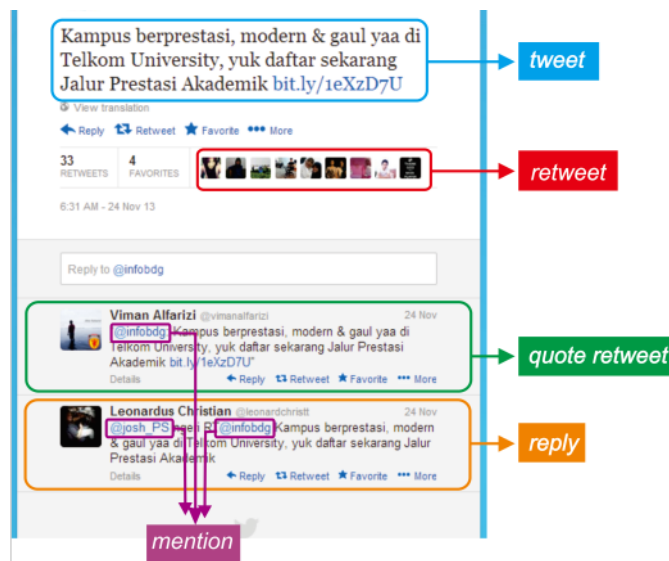 Kampus berprestasi, modern & gaul yaa di
Telkom University, yuk daftar sekarang
Jalur Prestasi Akademik bit.ly/1eXzD7U
tweet
View translation
Reply Retweet Favorite More
33 RETWEETS
4 FAVORITES
retweet
6:31 AM - 24 Nov 13
Reply to @infobdg
Viman Alfarizi @vimanalfarizi 24 Nov
@infobdg Kampus berprestasi, modern & gaul yaa di
Telkom University, yuk daftar sekarang Jalur Prestasi
Akademik bit.ly/1eXzD7U"
Details Reply Retweet Favorite More
quote retweet
Leonardus Christian @leonardchristt 24 Nov
@josh_PS ngeri RT @infobdg Kampus berprestasi, modern
& gaul yaa di Telkom University, yuk daftar sekarang Jalur
Prestasi Akademik
Details Reply Retweet Favorite More
reply
mention